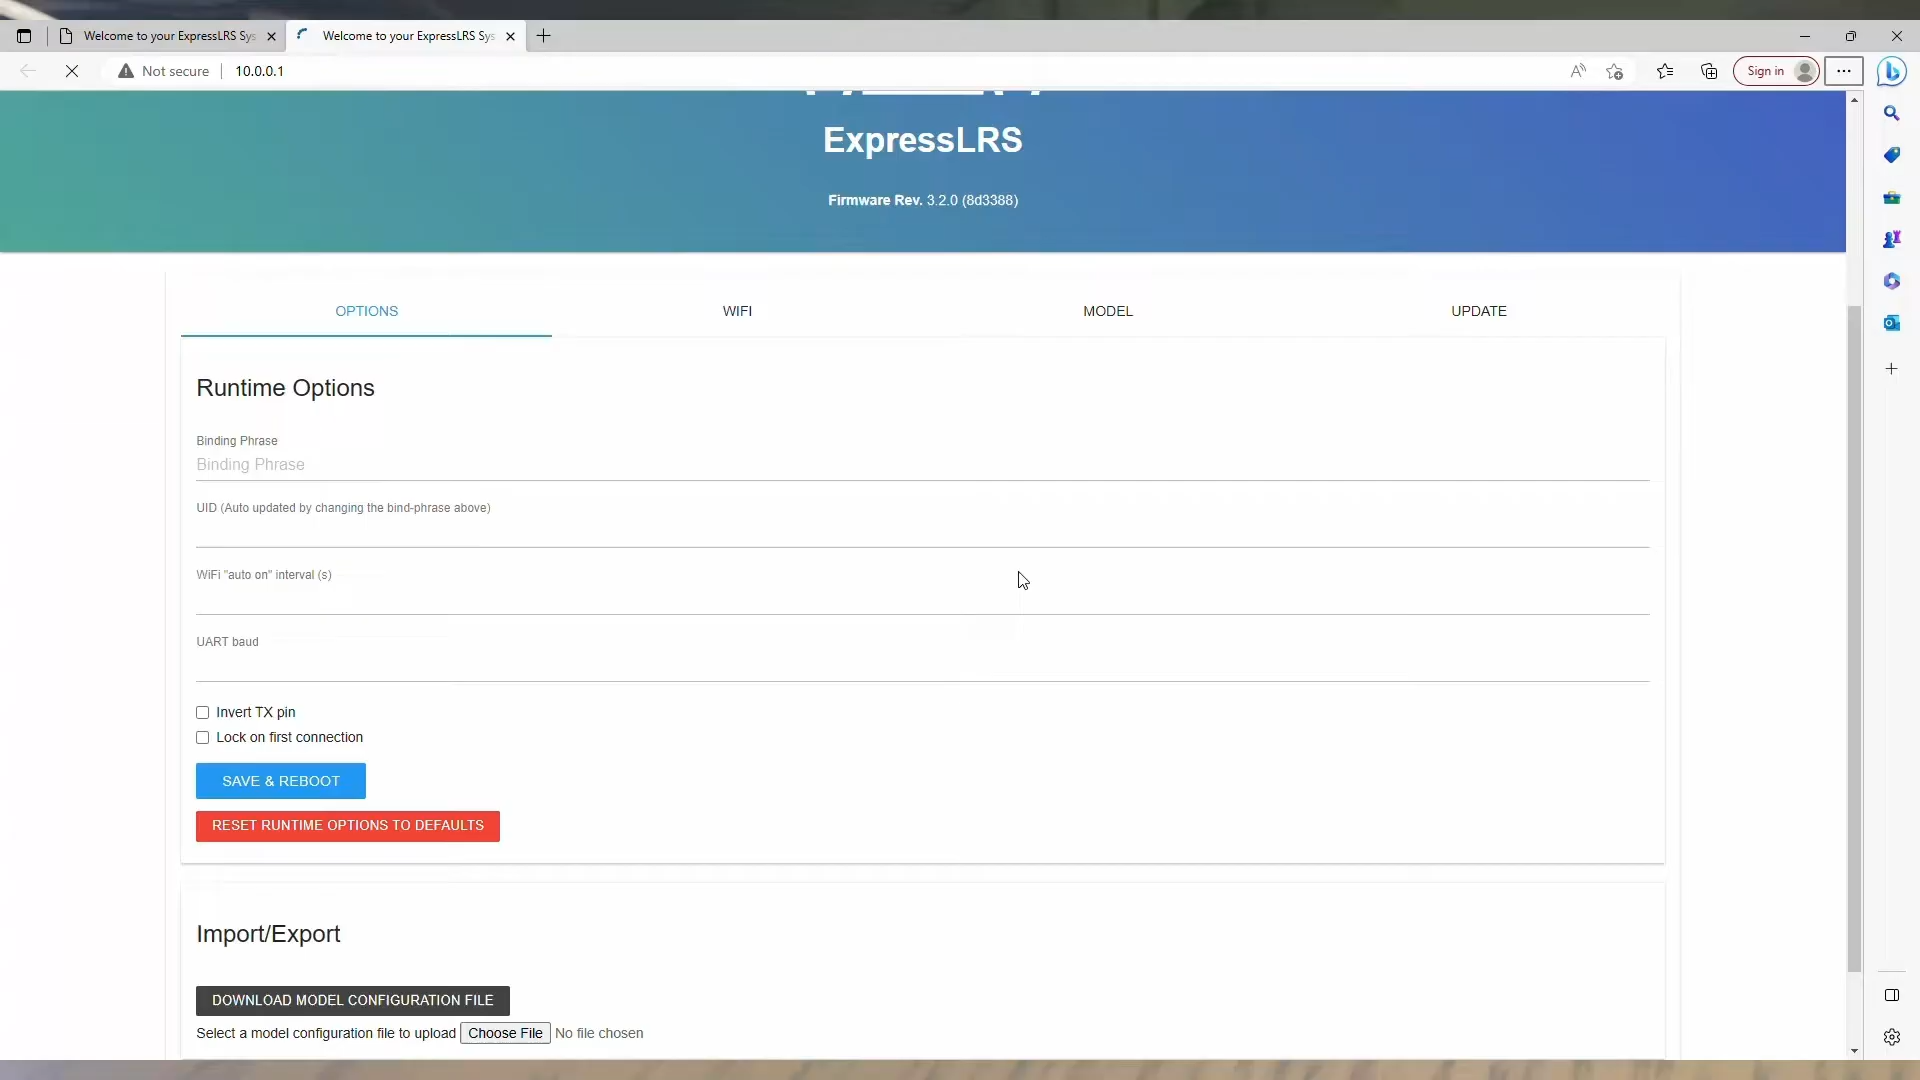 Welcome to your ExpressLRS Sys
Welcome to your ExpressLRS Sys
Not secure
10.0.0.1
Sign in
ExpressLRS
Firmware Rev. 3.2.0 (8d3388)
OPTIONS
WIFI
MODEL
UPDATE
Runtime Options
Binding Phrase
Binding Phrase
UID (Auto updated by changing the bind-phrase above)
WiFi "auto on" interval (s)
UART baud
Invert TX pin
Lock on first connection
SAVE & REBOOT
RESET RUNTIME OPTIONS TO DEFAULTS
Import/Export
DOWNLOAD MODEL CONFIGURATION FILE
Select a model configuration file to upload Choose File No file chosen